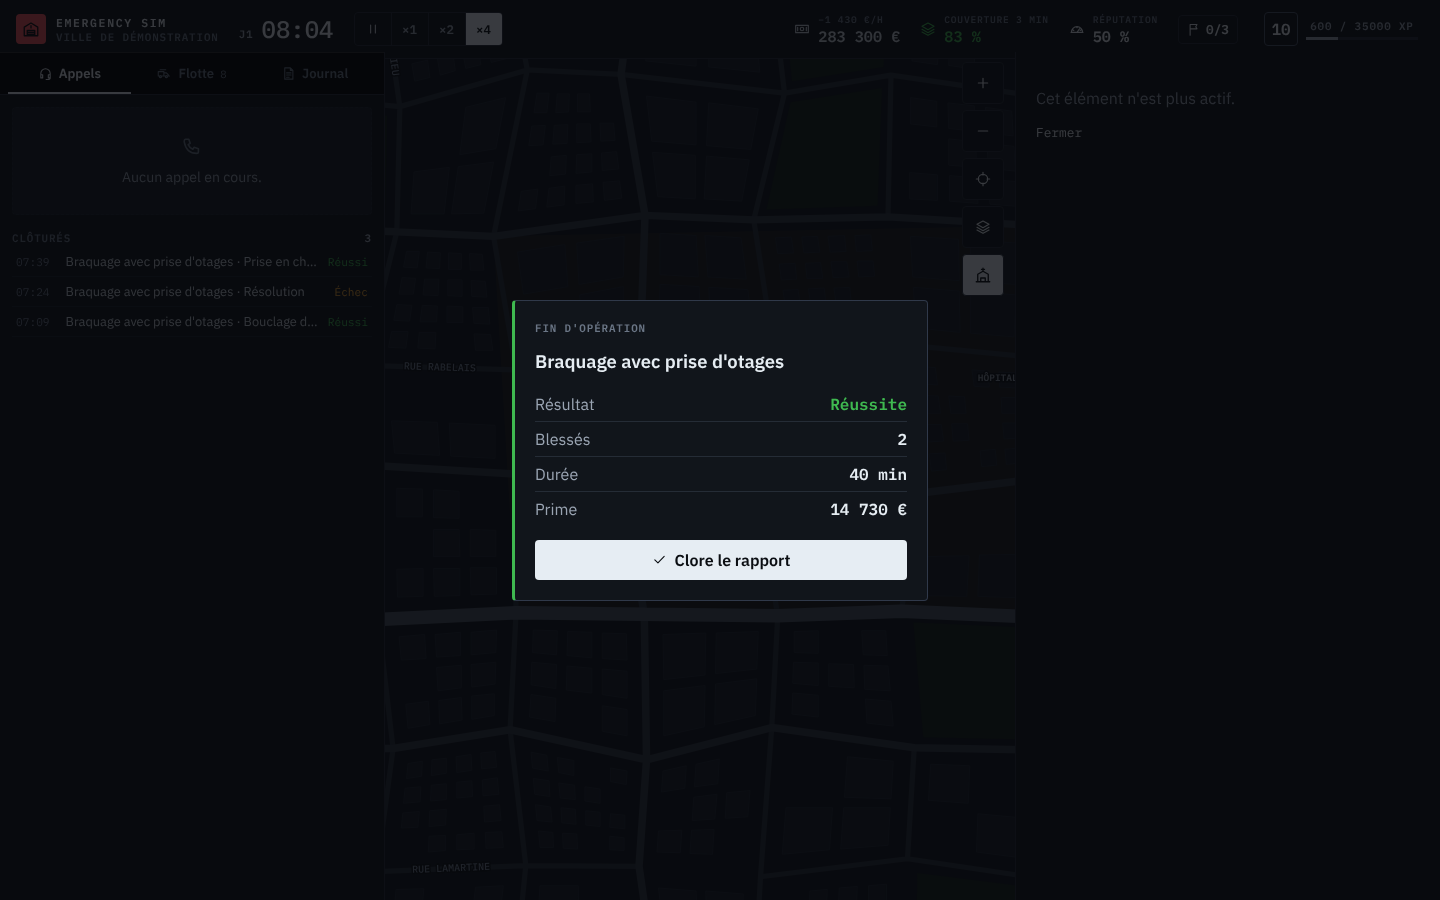 EMERGENCY SIM
VILLE DE DÉMONSTRATION
J1 08:04
×1
×2
×4
-1 430 €/H
283 300 €
COUVERTURE 3 MIN
83 %
RÉPUTATION
50 %
0/3
10
600 / 35000 XP
Appels
Flotte 8
Journal
Aucun appel en cours.
CLÔTURÉS 3
07:39 Braquage avec prise d'otages · Prise en ch… Réussi
07:24 Braquage avec prise d'otages · Résolution Échec
07:09 Braquage avec prise d'otages · Bouclage d… Réussi
RUE RABELAIS
HÔPITAL
RUE LAMARTINE
Cet élément n'est plus actif.
Fermer
FIN D'OPÉRATION
Braquage avec prise d'otages
Résultat Réussite
Blessés 2
Durée 40 min
Prime 14 730 €
Clore le rapport